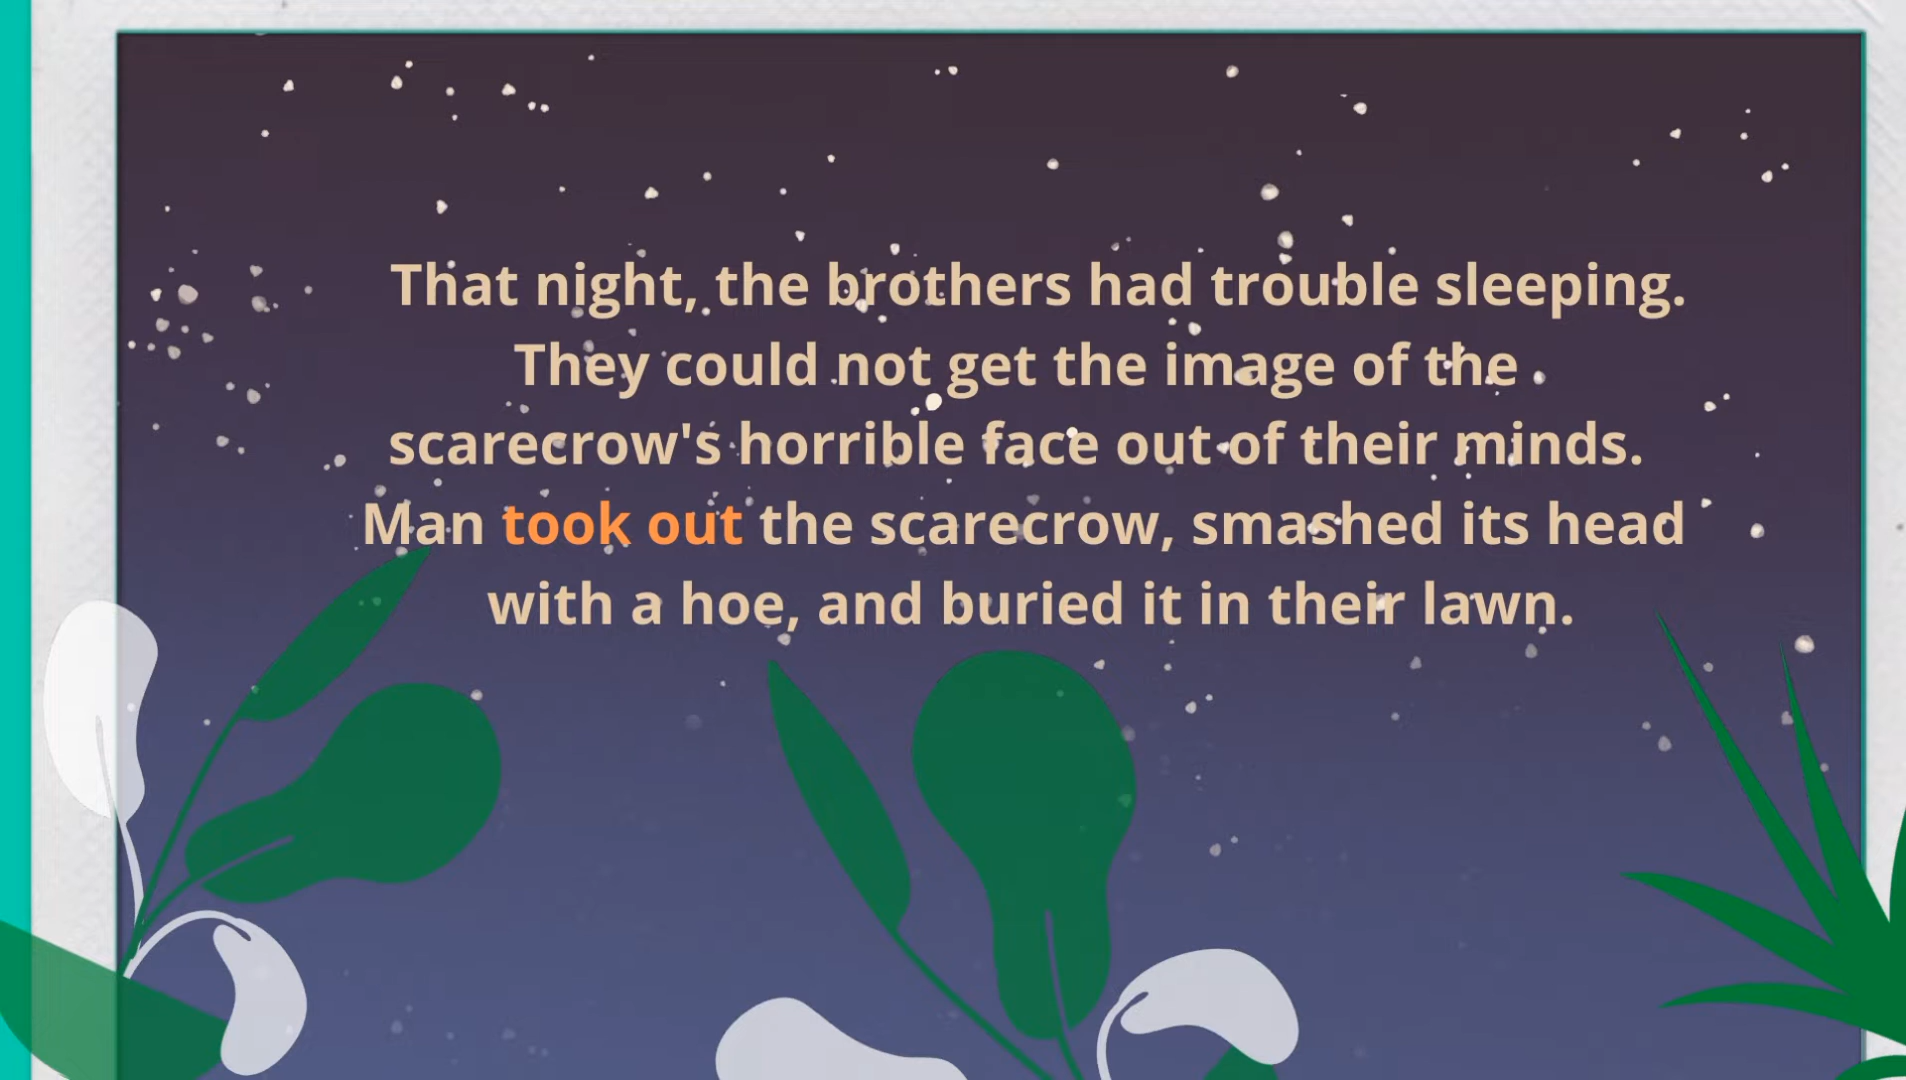 That night, the brothers had trouble sleeping.
They could not get the image of the
scarecrow's horrible face out of their minds.
Man took out the scarecrow, smashed its head
with a hoe, and buried it in their lawn.